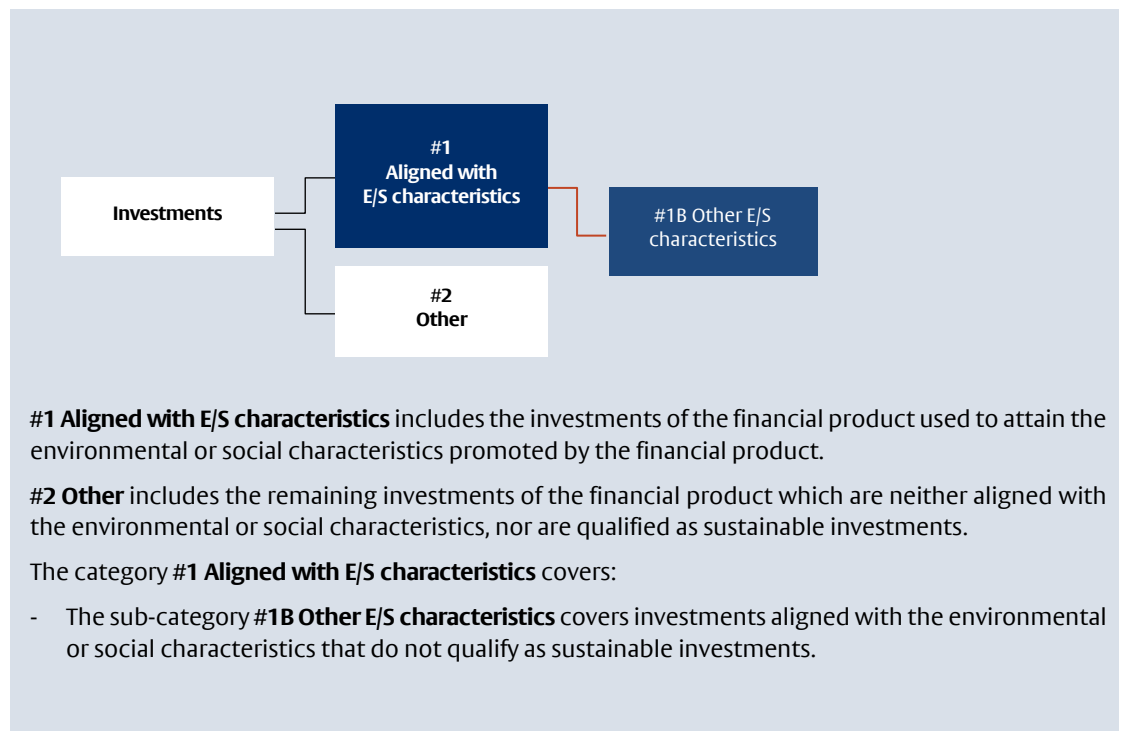 #1
Aligned with
E/S characteristics
Investments
#1B Other E/S
characteristics
#2
Other
#1 Aligned with E/S characteristics includes the investments of the financial product used to attain the
environmental or social characteristics promoted by the financial product.
#2 Other includes the remaining investments of the financial product which are neither aligned with
the environmental or social characteristics, nor are qualified as sustainable investments.
The category #1 Aligned with E/S characteristics covers:
- The sub-category #1B Other E/S characteristics covers investments aligned with the environmental
or social characteristics that do not qualify as sustainable investments.